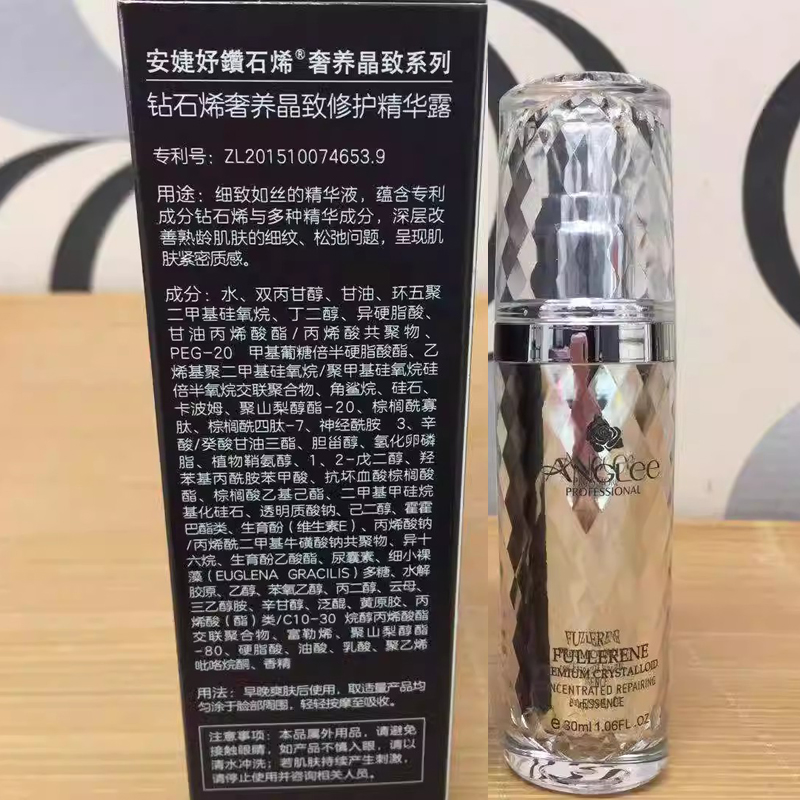 安婕妤鑽石烯®奢养晶致系列
钻石烯奢养晶致修护精华露
专利号：ZL201510074653.9
用途：细致如丝的精华液，蕴含专利
成分钻石烯与多种精华成分，深层改
善熟龄肌肤的细纹、松弛问题，呈现肌
肤紧密质感。
成分：水、双丙甘醇、甘油、环五聚
二甲基硅氧烷、丁二醇、异硬脂酸、
甘油丙烯酸酯/丙烯酸共聚物、
PEG-20 甲基葡糖倍半硬脂酸酯、乙
烯基聚二甲基硅氧烷/聚甲基硅氧烷硅
倍半氧烷交联聚合物、角鲨烷、硅石、
卡波姆、聚山梨醇酯-20、棕榈酰寡
肽、棕榈酰四肽-7、神经酰胺 3、辛
酸/癸酸甘油三酯、胆甾醇、氢化卵磷
脂、植物鞘氨醇、1、2-戊二醇、羟
苯基丙酰胺苯甲酸、抗坏血酸棕榈酸
酯、棕榈酸乙基己酯、二甲基甲硅烷
基化硅石、透明质酸钠、己二醇、霍霍
巴酯类、生育酚（维生素E）、丙烯酸钠
/丙烯酰二甲基牛磺酸钠共聚物、异十
六烷、生育酚乙酸酯、尿囊素、细小裸
藻（EUGLENA GRACILIS）多糖、水解
胶原、乙醇、苯氧乙醇、丙二醇、云母、
三乙醇胺、辛甘醇、泛醌、黄原胶、丙
烯酸（酯）类/C10-30 烷醇丙烯酸酯
交联聚合物、富勒烯、聚山梨醇酯
-80、硬脂酸、油酸、乳酸、聚乙烯
吡咯烷酮、香精
用法：早晚爽肤后使用，取适量产品均
匀涂于脸部周围，轻轻按摩至吸收。
注意事项：本品属外用品，请避免
接触眼睛，如产品不慎入眼，请以
清水冲洗；若肌肤持续产生刺激，
请停止使用并咨询相关人员。
ANGLee
PROFESSIONAL
FULLERENE
PREMIUM CRYSTALLOID
CONCENTRATED REPAIRING
ESSENCE
e 30ml 1.06FL .OZ